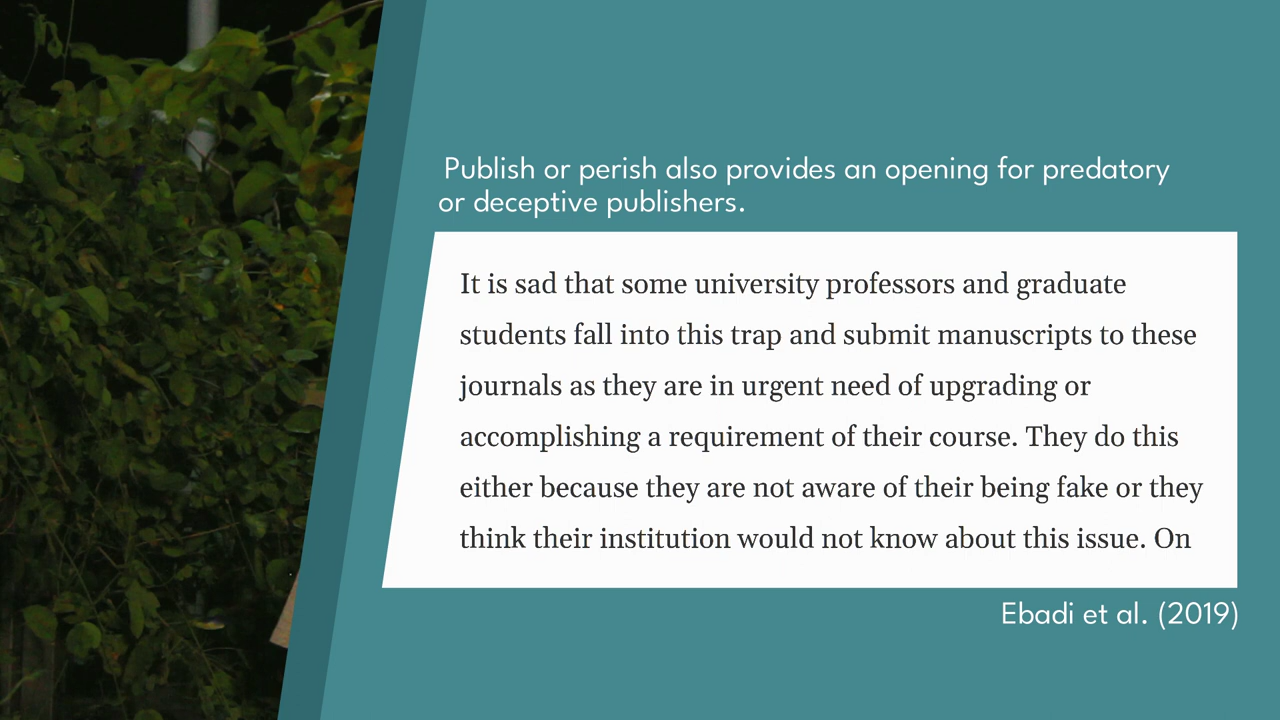 Publish or perish also provides an opening for predatory
or deceptive publishers.
It is sad that some university professors and graduate
students fall into this trap and submit manuscripts to these
journals as they are in urgent need of upgrading or
accomplishing a requirement of their course. They do this
either because they are not aware of their being fake or they
think their institution would not know about this issue. On
Ebadi et al. (2019)